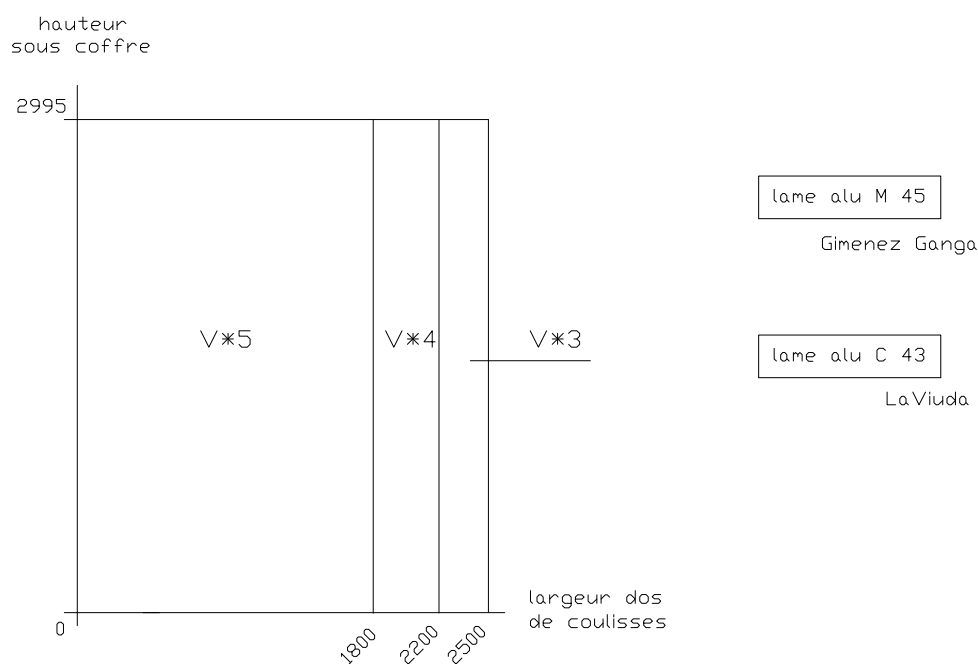 hauteur
sous coffre
2995
lame alu M 45
Gimenez Ganga
V*5
V*4
V*3
lame alu C 43
LaViuda
largeur dos
de coulisses
0
1800
2200
2500